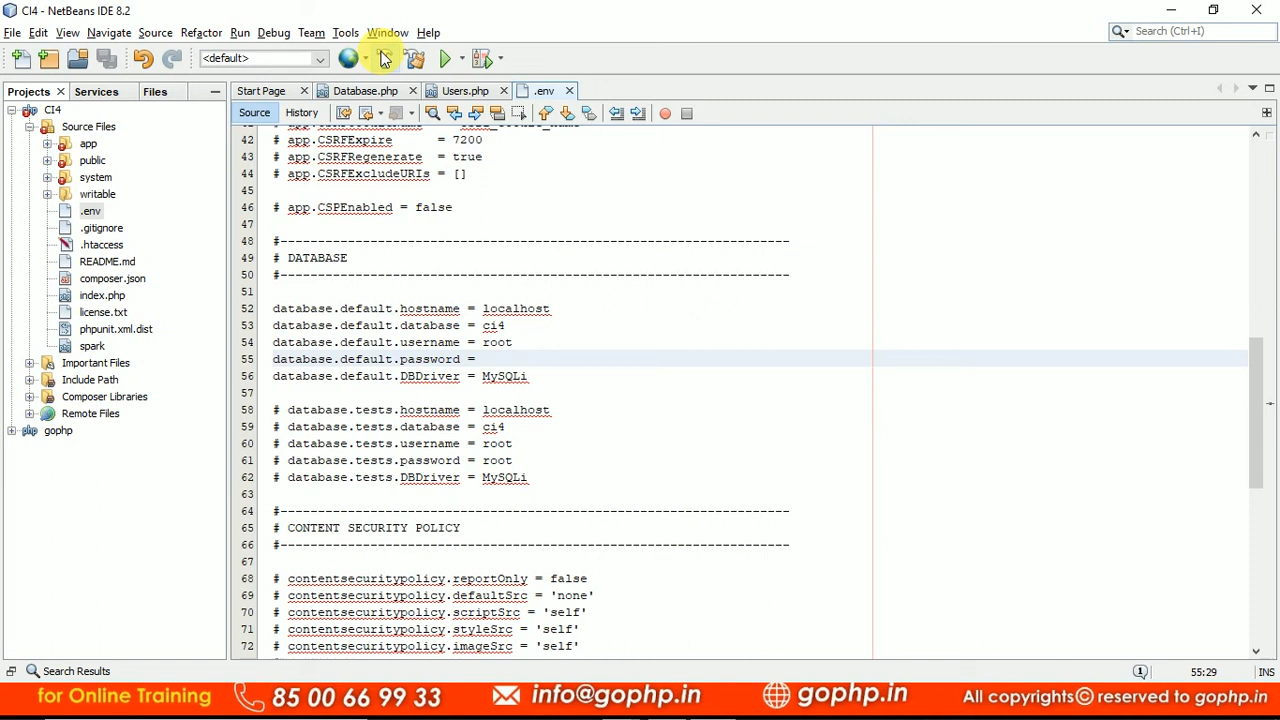 CI4 - NetBeans IDE 8.2
File Edit View Navigate Source Refactor Run Debug Team Tools Window Help
Search (Ctrl+I)
<default>
Projects Services Files
Start Page Database.php Users.php .env
Source History
CI4
Source Files
app
public
system
writable
.env
.gitignore
.htaccess
README.md
composer.json
index.php
license.txt
phpunit.xml.dist
spark
Important Files
Include Path
Composer Libraries
Remote Files
gophp
42 # app.CSRFExpire = 7200
43 # app.CSRFRegenerate = true
44 # app.CSRFExcludeURIs = []
45
46 # app.CSPEnabled = false
47
48 #--------------------------------------------------------------------
49 # DATABASE
50 #--------------------------------------------------------------------
51
52 database.default.hostname = localhost
53 database.default.database = ci4
54 database.default.username = root
55 database.default.password =
56 database.default.DBDriver = MySQLi
57
58 # database.tests.hostname = localhost
59 # database.tests.database = ci4
60 # database.tests.username = root
61 # database.tests.password = root
62 # database.tests.DBDriver = MySQLi
63
64 #--------------------------------------------------------------------
65 # CONTENT SECURITY POLICY
66 #--------------------------------------------------------------------
67
68 # contentsecuritypolicy.reportOnly = false
69 # contentsecuritypolicy.defaultSrc = 'none'
70 # contentsecuritypolicy.scriptSrc = 'self'
71 # contentsecuritypolicy.styleSrc = 'self'
72 # contentsecuritypolicy.imageSrc = 'self'
Search Results
1
55:29 INS
for Online Training 85 00 66 99 33 info@gophp.in gophp.in All copyrights© reserved to gophp.in